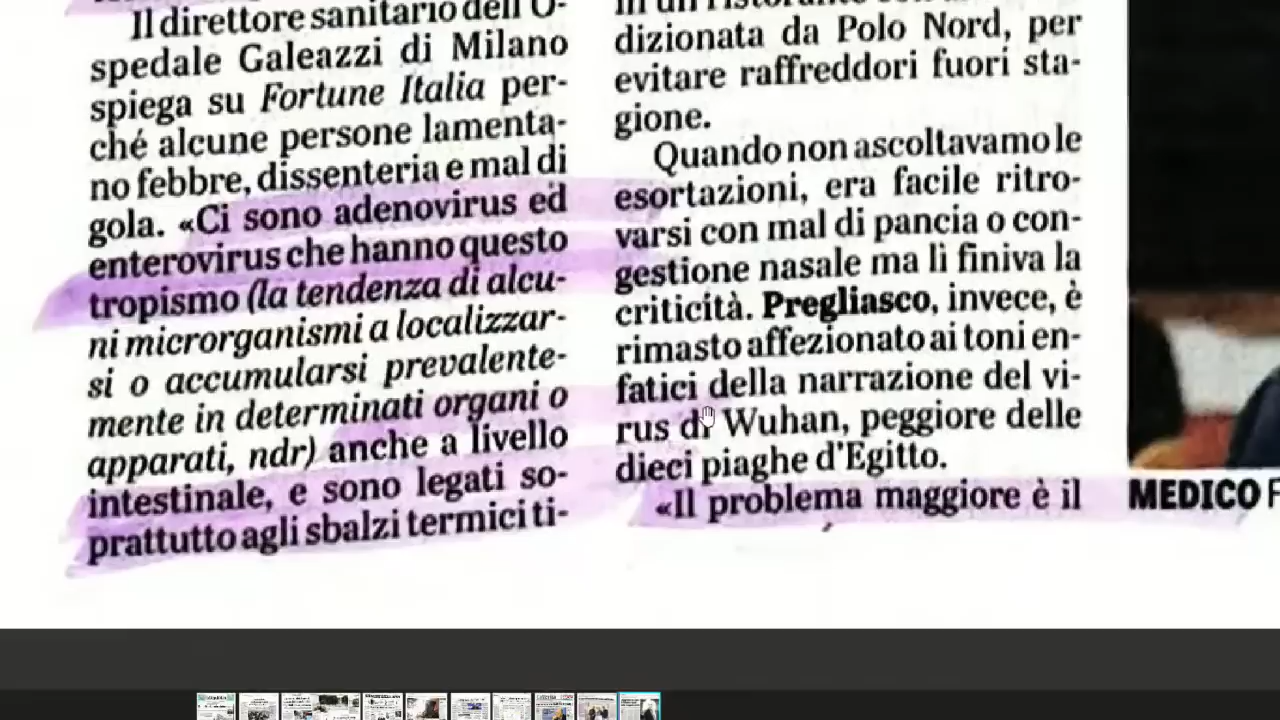 Il direttore sanitario dell'O-
spedale Galeazzi di Milano
spiega su Fortune Italia per-
ché alcune persone lamenta-
no febbre, dissenteria e mal di
gola. «Ci sono adenovirus ed
enterovirus che hanno questo
tropismo (la tendenza di alcu-
ni microrganismi a localizzar-
si o accumularsi prevalente-
mente in determinati organi o
apparati, ndr) anche a livello
intestinale, e sono legati so-
prattutto agli sbalzi termici ti-
in un ristorante
dizionata da Polo Nord, per
evitare raffreddori fuori sta-
gione.
Quando non ascoltavamo le
esortazioni, era facile ritro-
varsi con mal di pancia o con-
gestione nasale ma lì finiva la
criticità. Pregliasco, invece, è
rimasto affezionato ai toni en-
fatici della narrazione del vi-
rus di Wuhan, peggiore delle
dieci piaghe d'Egitto.
«Il problema maggiore è il
MEDICO F